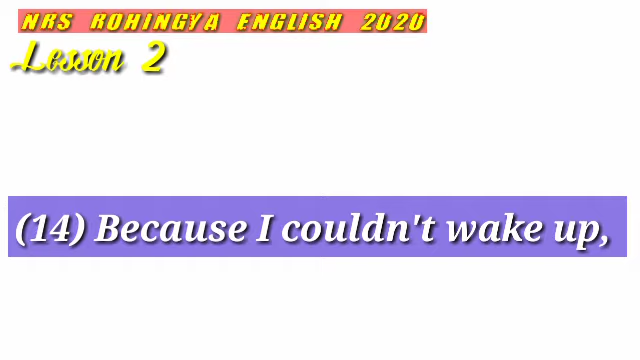 NRS ROHINGYA ENGLISH 2020
Lesson 2
(14) Because I couldn't wake up,